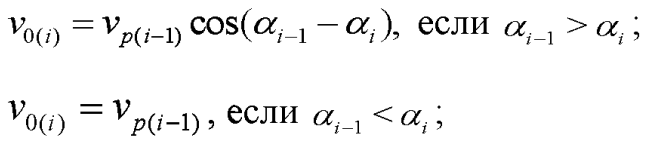 v₀₍ᵢ₎ = vₚ₍ᵢ₋₁₎ cos(αᵢ₋₁ − αᵢ), если αᵢ₋₁ > αᵢ ;
v₀₍ᵢ₎ = vₚ₍ᵢ₋₁₎ , если αᵢ₋₁ < αᵢ ;